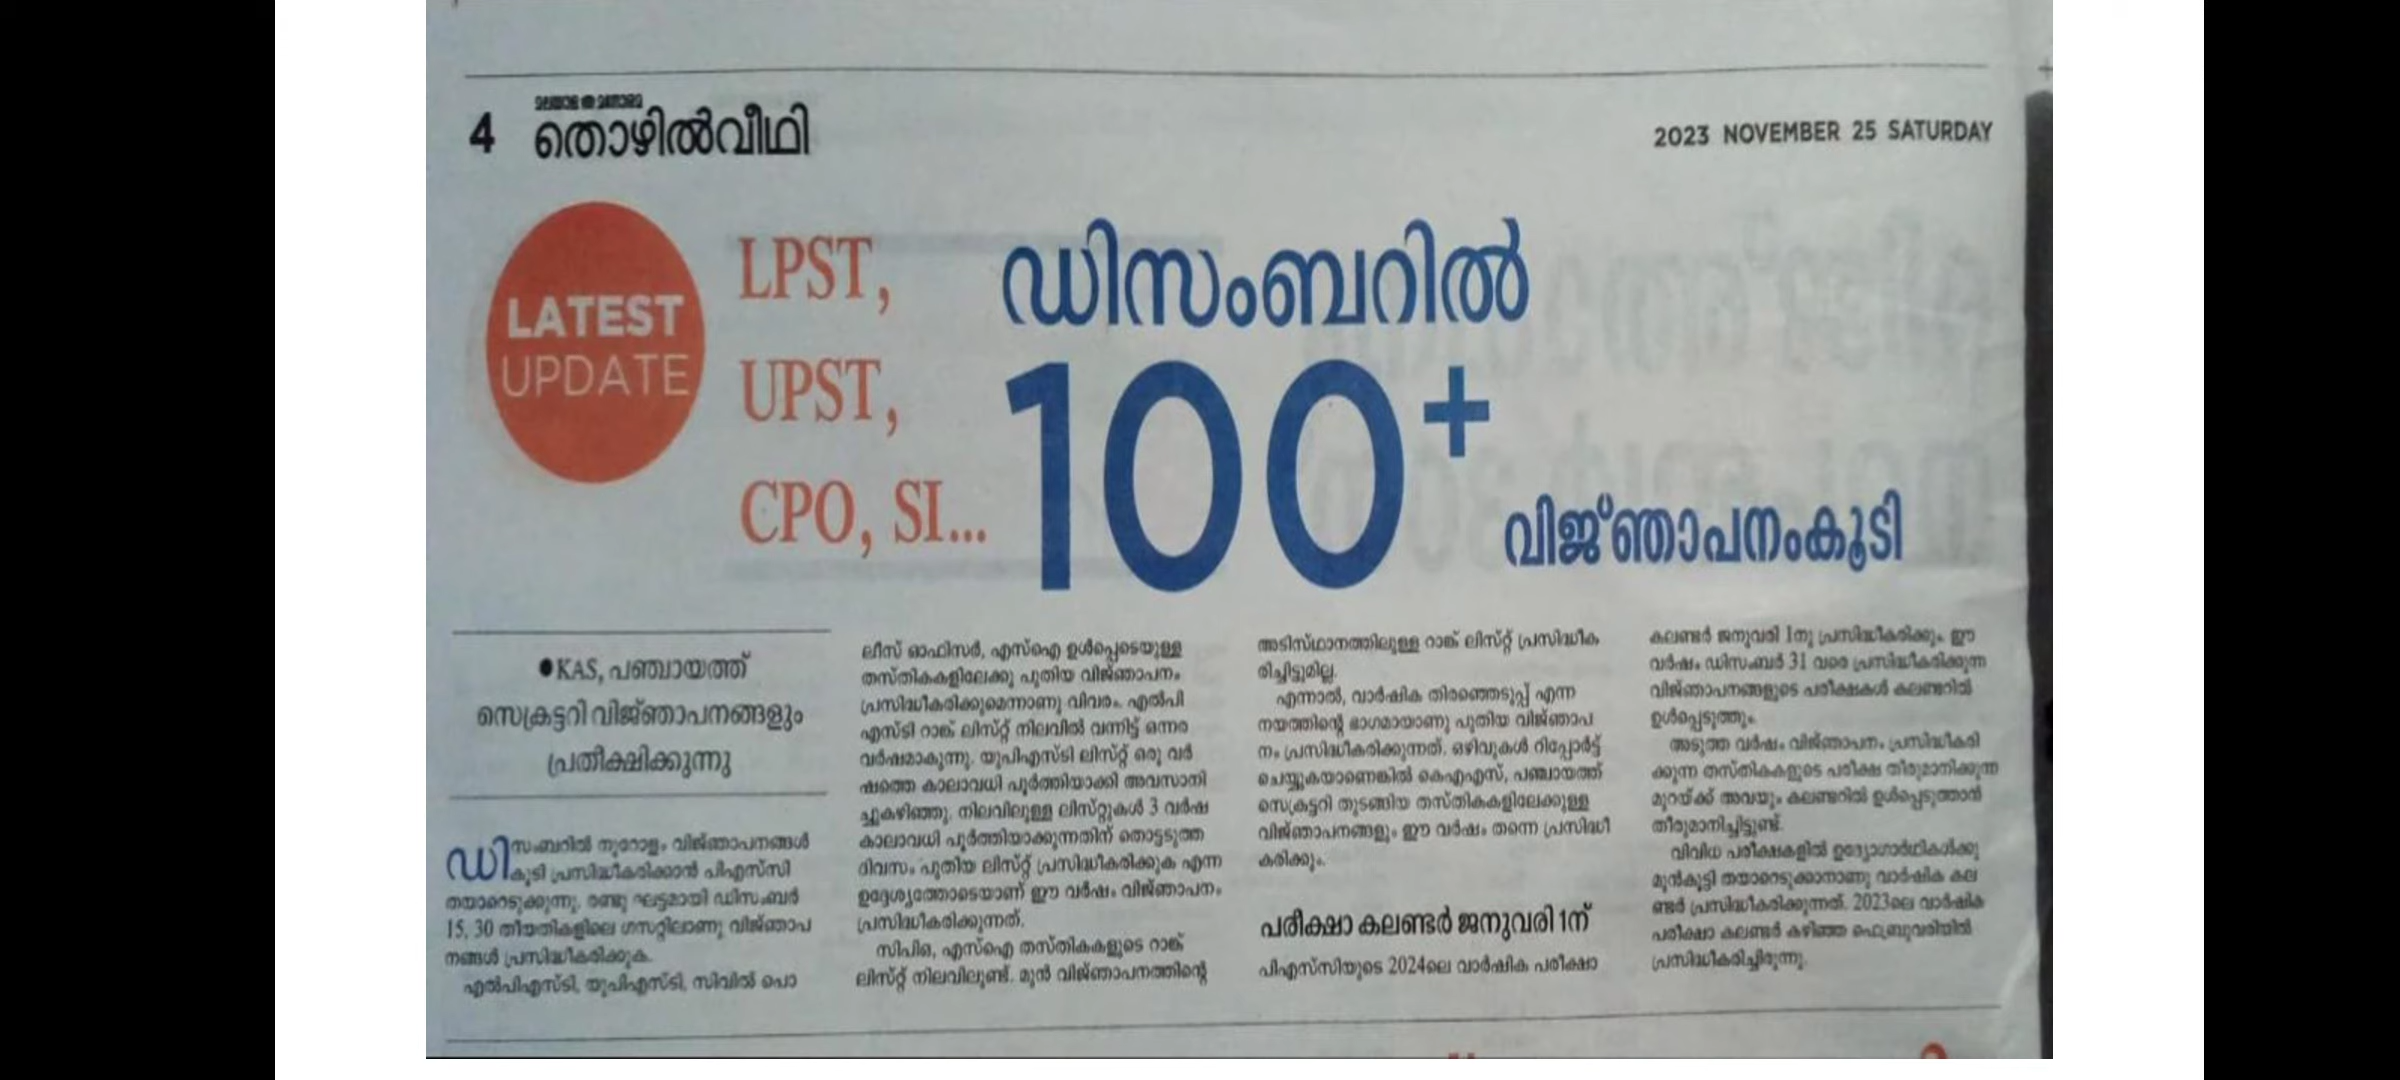 4
മലയാള മനോരമ
തൊഴിൽവീഥി
2023 NOVEMBER 25 SATURDAY
LATEST
UPDATE
LPST,
UPST,
CPO, SI...
ഡിസംബറിൽ
100+
വിജ്ഞാപനംകൂടി
●KAS, പഞ്ചായത്ത്
സെക്രട്ടറി വിജ്ഞാപനങ്ങളും
പ്രതീക്ഷിക്കുന്നു
ഡിസംബറിൽ നൂറോളം വിജ്ഞാപനങ്ങൾ
കൂടി പ്രസിദ്ധീകരിക്കാൻ പിഎസ്‌സി
തയാറെടുക്കുന്നു. രണ്ടു ഘട്ടമായി ഡിസംബർ
15, 30 തീയതികളിലെ ഗസറ്റിലാണു വിജ്ഞാപ
നങ്ങൾ പ്രസിദ്ധീകരിക്കുക.
എൽപിഎസ്ടി, യുപിഎസ്ടി, സിവിൽ പൊ
ലീസ് ഓഫിസർ, എസ്ഐ ഉൾപ്പെടെയുള്ള
തസ്തികകളിലേക്കു പുതിയ വിജ്ഞാപനം
പ്രസിദ്ധീകരിക്കുമെന്നാണു വിവരം. എൽപി
എസ്ടി റാങ്ക് ലിസ്റ്റ് നിലവിൽ വന്നിട്ട് ഒന്നര
വർഷമാകുന്നു. യുപിഎസ്ടി ലിസ്റ്റ് ഒരു വർ
ഷത്തെ കാലാവധി പൂർത്തിയാക്കി അവസാനി
ച്ചുകഴിഞ്ഞു. നിലവിലുള്ള ലിസ്റ്റുകൾ 3 വർഷ
കാലാവധി പൂർത്തിയാക്കുന്നതിന് തൊട്ടടുത്ത
ദിവസം പുതിയ ലിസ്റ്റ് പ്രസിദ്ധീകരിക്കുക എന്ന
ഉദ്ദേശ്യത്തോടെയാണ് ഈ വർഷം വിജ്ഞാപനം
പ്രസിദ്ധീകരിക്കുന്നത്.
സിപിഒ, എസ്ഐ തസ്തികകളുടെ റാങ്ക്
ലിസ്റ്റ് നിലവിലുണ്ട്. മുൻ വിജ്ഞാപനത്തിന്റെ
അടിസ്ഥാനത്തിലുള്ള റാങ്ക് ലിസ്റ്റ് പ്രസിദ്ധീക
രിച്ചിട്ടുമില്ല.
എന്നാൽ, വാർഷിക തിരഞ്ഞെടുപ്പ് എന്ന
നയത്തിന്റെ ഭാഗമായാണു പുതിയ വിജ്ഞാപ
നം പ്രസിദ്ധീകരിക്കുന്നത്. ഒഴിവുകൾ റിപ്പോർട്ട്
ചെയ്യുകയാണെങ്കിൽ കെഎഎസ്, പഞ്ചായത്ത്
സെക്രട്ടറി തുടങ്ങിയ തസ്തികകളിലേക്കുള്ള
വിജ്ഞാപനങ്ങളും ഈ വർഷം തന്നെ പ്രസിദ്ധീ
കരിക്കും.
പരീക്ഷാ കലണ്ടർ ജനുവരി 1ന്
പിഎസ്‌സിയുടെ 2024ലെ വാർഷിക പരീക്ഷാ
കലണ്ടർ ജനുവരി 1നു പ്രസിദ്ധീകരിക്കും. ഈ
വർഷം ഡിസംബർ 31 വരെ പ്രസിദ്ധീകരിക്കുന്ന
വിജ്ഞാപനങ്ങളുടെ പരീക്ഷകൾ കലണ്ടറിൽ
ഉൾപ്പെടുത്തും.
അടുത്ത വർഷം വിജ്ഞാപനം പ്രസിദ്ധീകരി
ക്കുന്ന തസ്തികകളുടെ പരീക്ഷ തീരുമാനിക്കുന്ന
മുറയ്ക്ക് അവയും കലണ്ടറിൽ ഉൾപ്പെടുത്താൻ
തീരുമാനിച്ചിട്ടുണ്ട്.
വിവിധ പരീക്ഷകളിൽ ഉദ്യോഗാർഥികൾക്കു
മുൻകൂട്ടി തയാറെടുക്കാനാണു വാർഷിക കല
ണ്ടർ പ്രസിദ്ധീകരിക്കുന്നത്. 2023ലെ വാർഷിക
പരീക്ഷാ കലണ്ടർ കഴിഞ്ഞ ഫെബ്രുവരിയിൽ
പ്രസിദ്ധീകരിച്ചിരുന്നു.